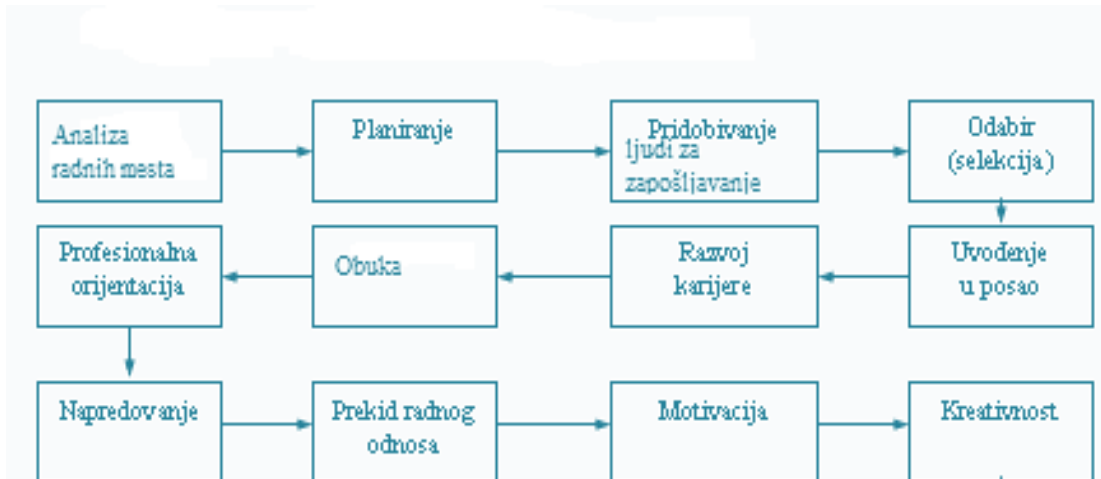 Analiza
radnih mesta
Planiranje
Pridobivanje
ljudi za
zapošljavanje
Odabir
(selekcija)
Uvođenje
u posao
Razvoj
karijere
Obuka
Profesionalna
orijentacija
Napredovanje
Prekid radnog
odnosa
Motivacija
Kreativnost